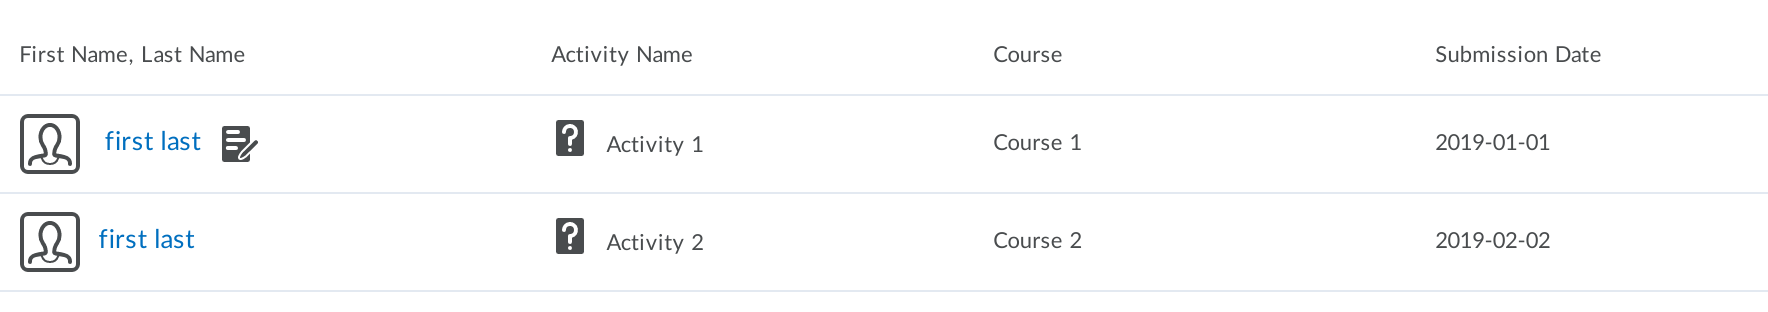 First Name, Last Name Activity Name Course Submission Date
first last Activity 1 Course 1 2019-01-01
first last Activity 2 Course 2 2019-02-02